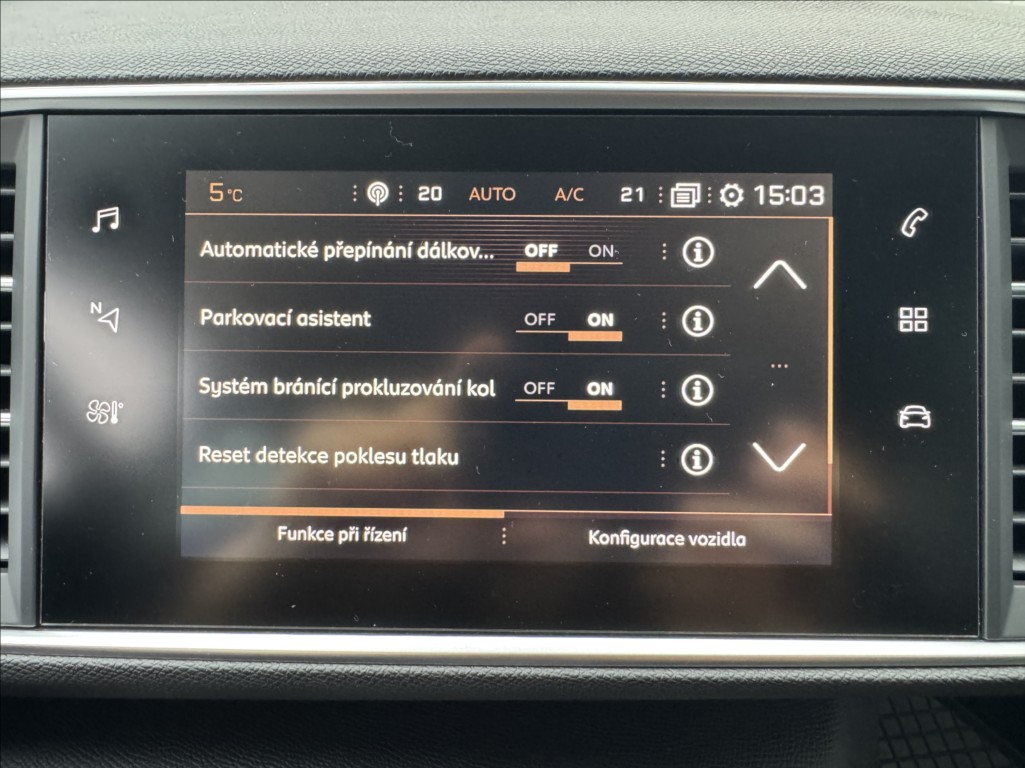 5 °C 20 AUTO A/C 21 15:03
Automatické přepínání dálkov... OFF ON
N
Parkovací asistent OFF ON
Systém bránící prokluzování kol OFF ON
Reset detekce poklesu tlaku
Funkce při řízení Konfigurace vozidla